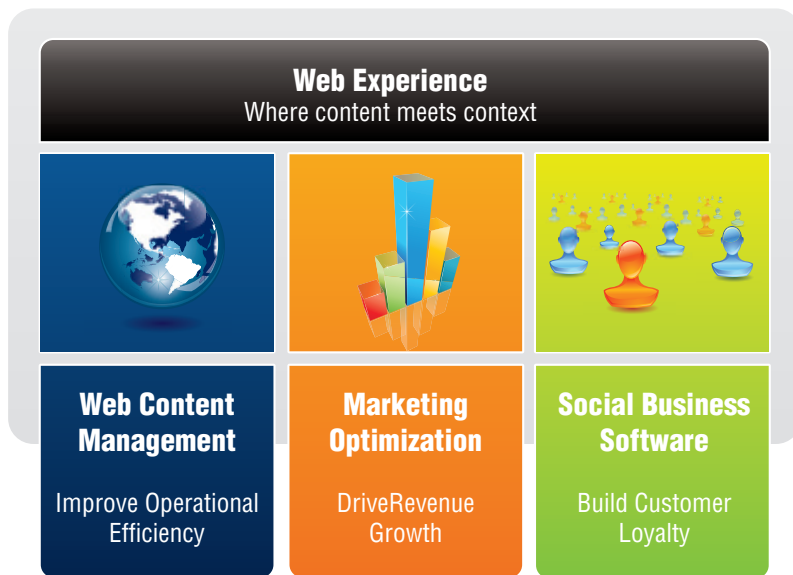 Web Experience
Where content meets context
Web Content
Management
Improve Operational
Efficiency
Marketing
Optimization
DriveRevenue
Growth
Social Business
Software
Build Customer
Loyalty